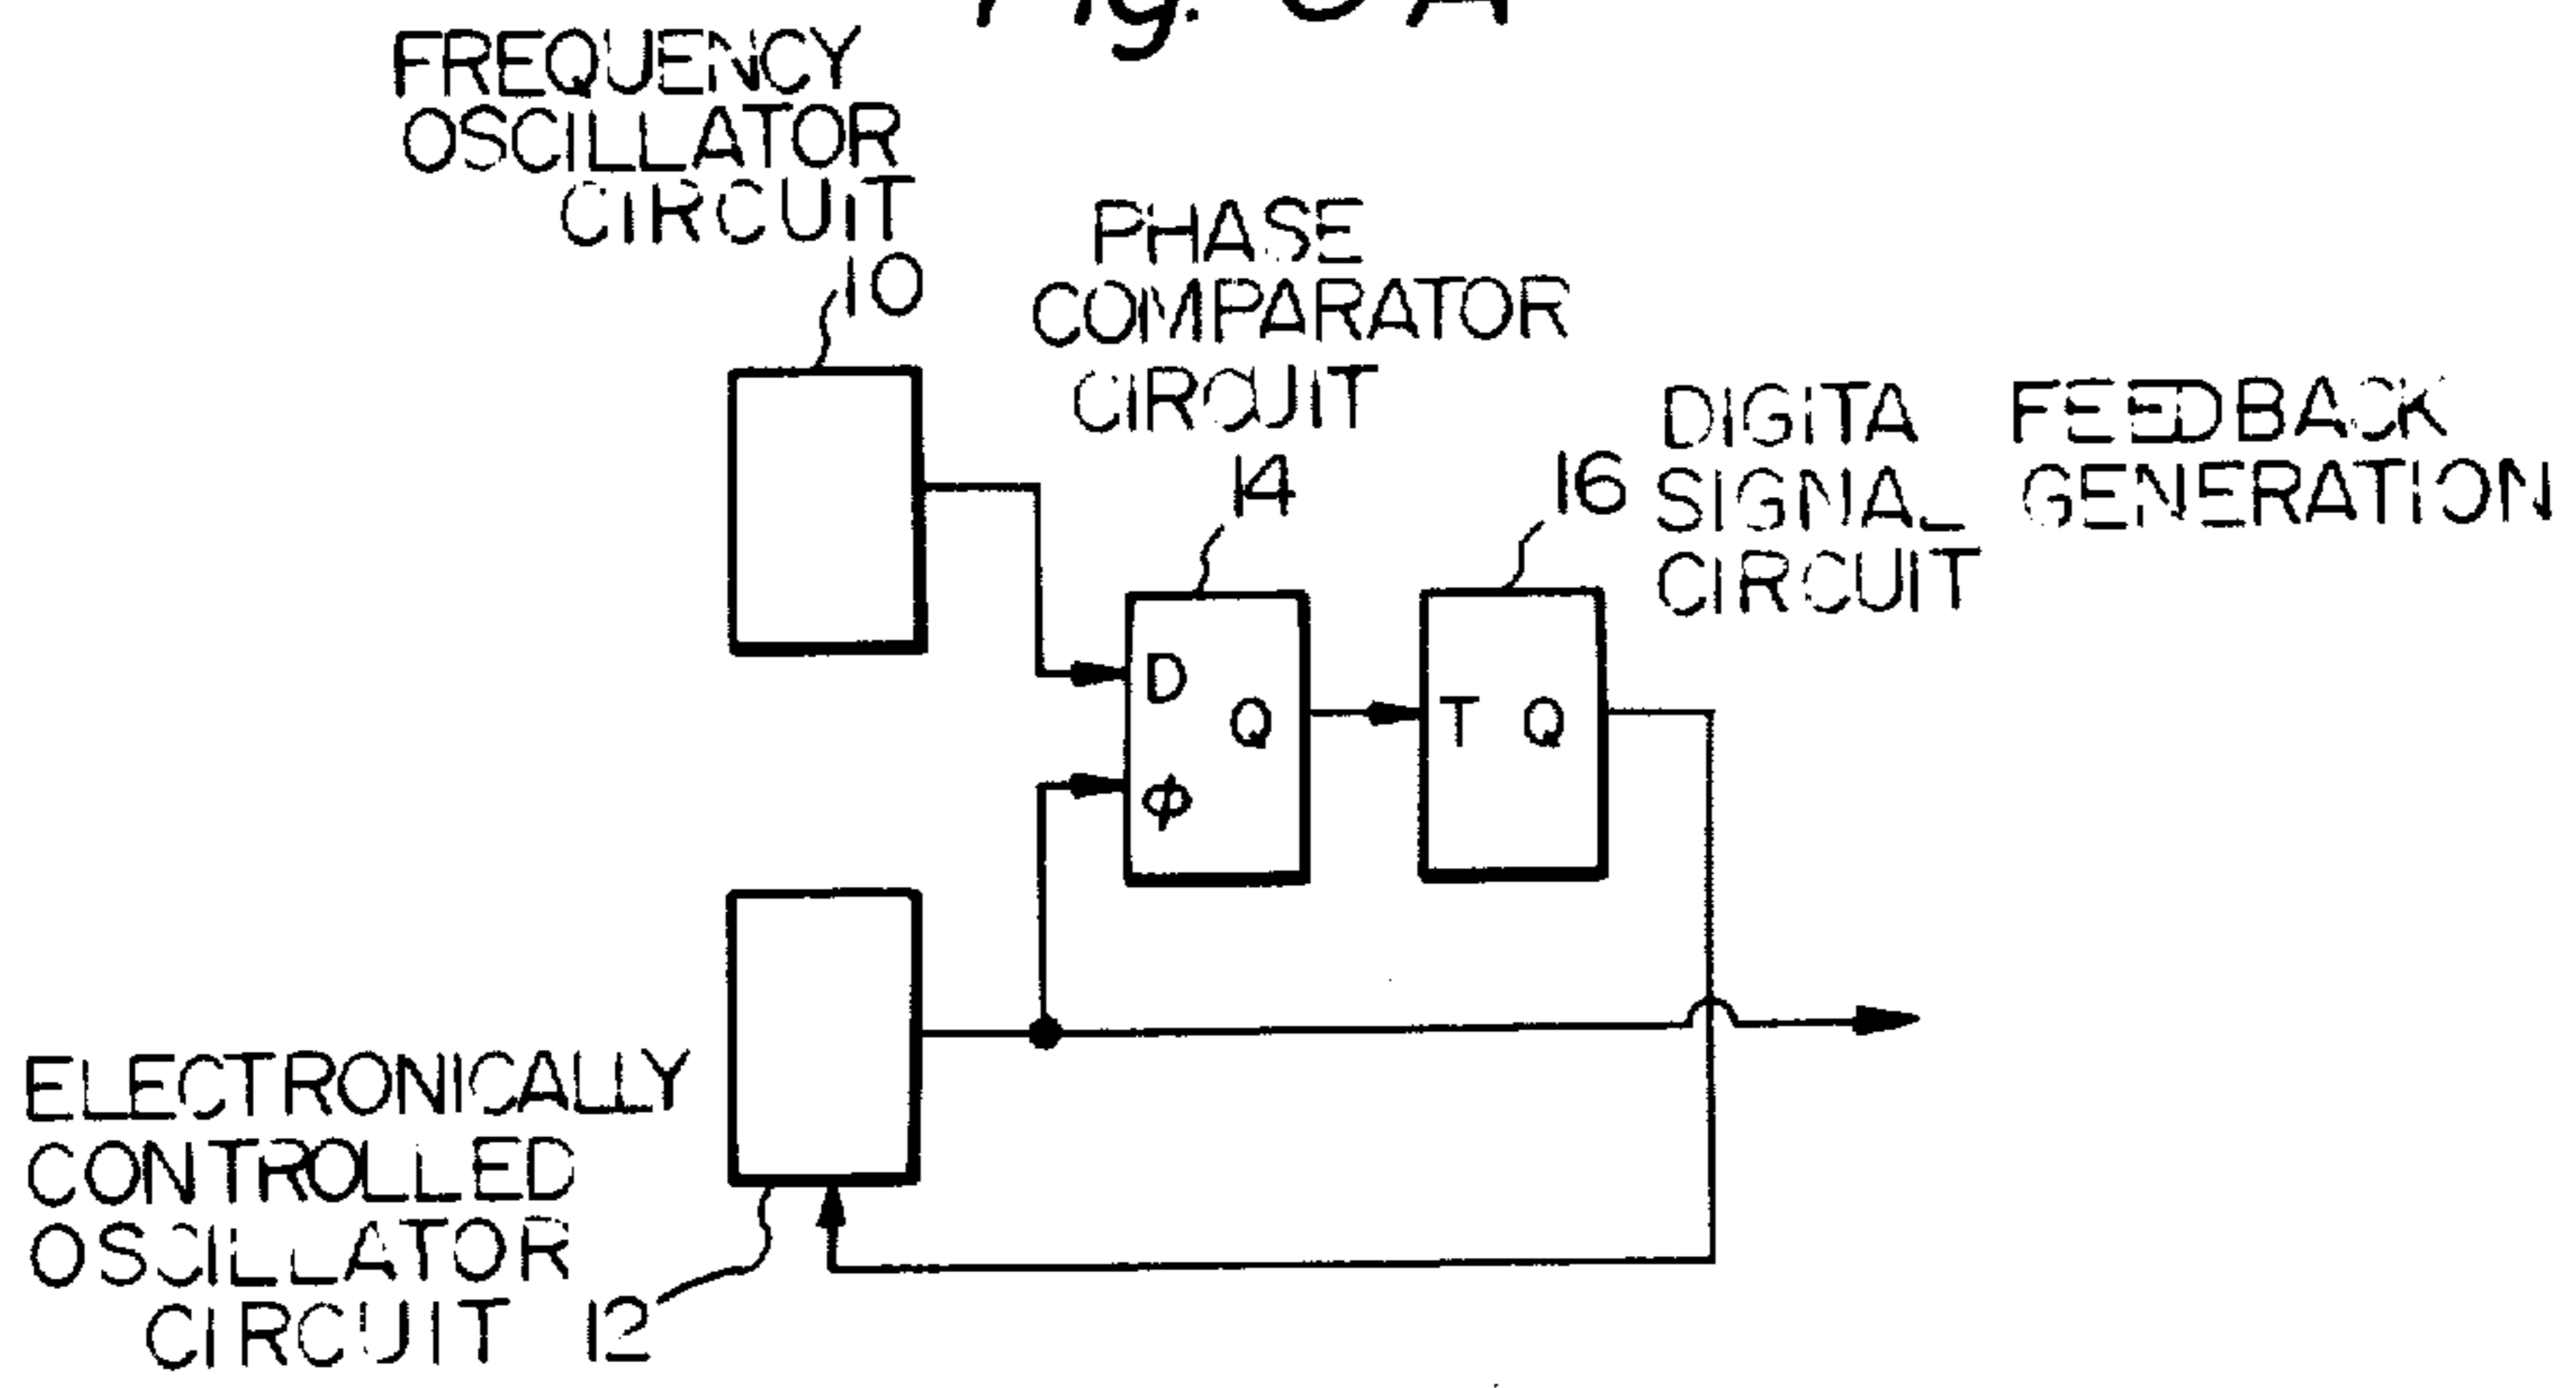 Fig.
FREQUENCY
OSCILLATOR
CIRCUIT
10
PHASE
COMPARATOR
CIRCUIT
14
16
DIGITA FEEDBACK
SIGNAL GENERATION
CIRCUIT
D
Q
φ
T Q
ELECTRONICALLY
CONTROLLED
OSCILLATOR
CIRCUIT 12